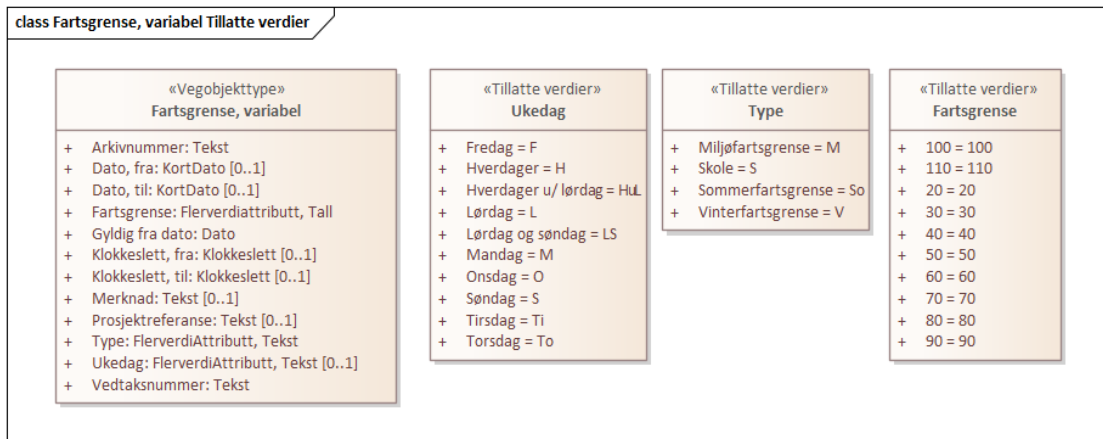 class Fartsgrense, variabel Tillatte verdier
«Vegobjekttype»
Fartsgrense, variabel
+ Arkivnummer: Tekst
+ Dato, fra: KortDato [0..1]
+ Dato, til: KortDato [0..1]
+ Fartsgrense: Flerverdiattributt, Tall
+ Gyldig fra dato: Dato
+ Klokkeslett, fra: Klokkeslett [0..1]
+ Klokkeslett, til: Klokkeslett [0..1]
+ Merknad: Tekst [0..1]
+ Prosjektreferanse: Tekst [0..1]
+ Type: FlerverdiAttributt, Tekst
+ Ukedag: FlerverdiAttributt, Tekst [0..1]
+ Vedtaksnummer: Tekst
«Tillatte verdier»
Ukedag
+ Fredag = F
+ Hverdager = H
+ Hverdager u/ lørdag = HuL
+ Lørdag = L
+ Lørdag og søndag = LS
+ Mandag = M
+ Onsdag = O
+ Søndag = S
+ Tirsdag = Ti
+ Torsdag = To
«Tillatte verdier»
Type
+ Miljøfartsgrense = M
+ Skole = S
+ Sommerfartsgrense = So
+ Vinterfartsgrense = V
«Tillatte verdier»
Fartsgrense
+ 100 = 100
+ 110 = 110
+ 20 = 20
+ 30 = 30
+ 40 = 40
+ 50 = 50
+ 60 = 60
+ 70 = 70
+ 80 = 80
+ 90 = 90